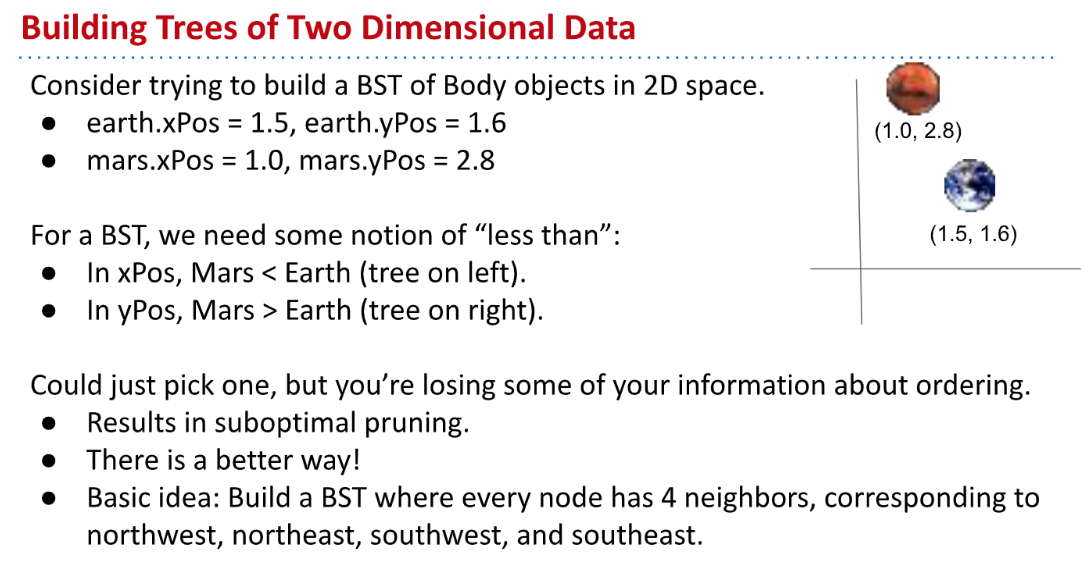 Building Trees of Two Dimensional Data
Consider trying to build a BST of Body objects in 2D space.
● earth.xPos = 1.5, earth.yPos = 1.6
● mars.xPos = 1.0, mars.yPos = 2.8
(1.0, 2.8)
(1.5, 1.6)
For a BST, we need some notion of “less than”:
● In xPos, Mars < Earth (tree on left).
● In yPos, Mars > Earth (tree on right).
Could just pick one, but you’re losing some of your information about ordering.
● Results in suboptimal pruning.
● There is a better way!
● Basic idea: Build a BST where every node has 4 neighbors, corresponding to
northwest, northeast, southwest, and southeast.